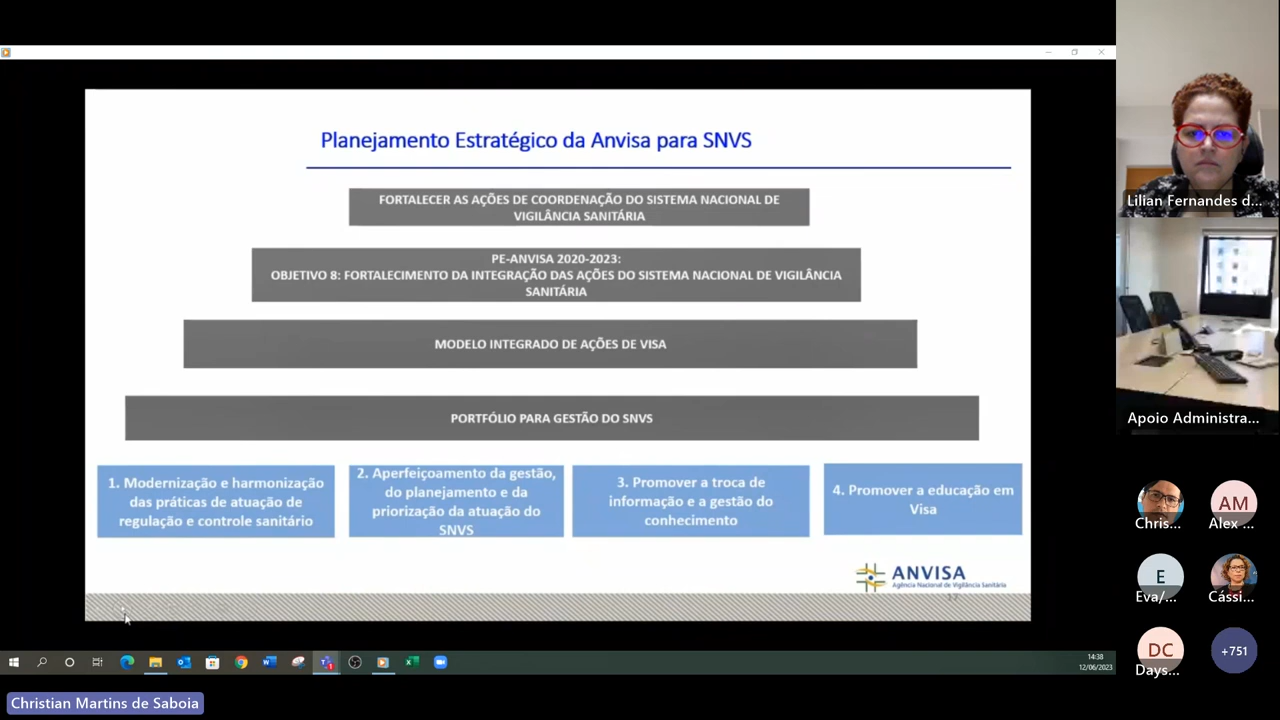 Planejamento Estratégico da Anvisa para SNVS
FORTALECER AS AÇÕES DE COORDENAÇÃO DO SISTEMA NACIONAL DE
VIGILÂNCIA SANITÁRIA
PE-ANVISA 2020-2023:
OBJETIVO 8: FORTALECIMENTO DA INTEGRAÇÃO DAS AÇÕES DO SISTEMA NACIONAL DE VIGILÂNCIA
SANITÁRIA
MODELO INTEGRADO DE AÇÕES DE VISA
PORTFÓLIO PARA GESTÃO DO SNVS
1. Modernização e harmonização
das práticas de atuação de
regulação e controle sanitário
2. Aperfeiçoamento da gestão,
do planejamento e da
priorização da atuação do
SNVS
3. Promover a troca de
informação e a gestão do
conhecimento
4. Promover a educação em
Visa
ANVISA
Agência Nacional de Vigilância Sanitária
14:38
12/06/2023
Christian Martins de Saboia
Lilian Fernandes d...
Apoio Administra...
Chris...
AM
Alex ...
E
Eva/...
Cássi...
DC
Days...
+751